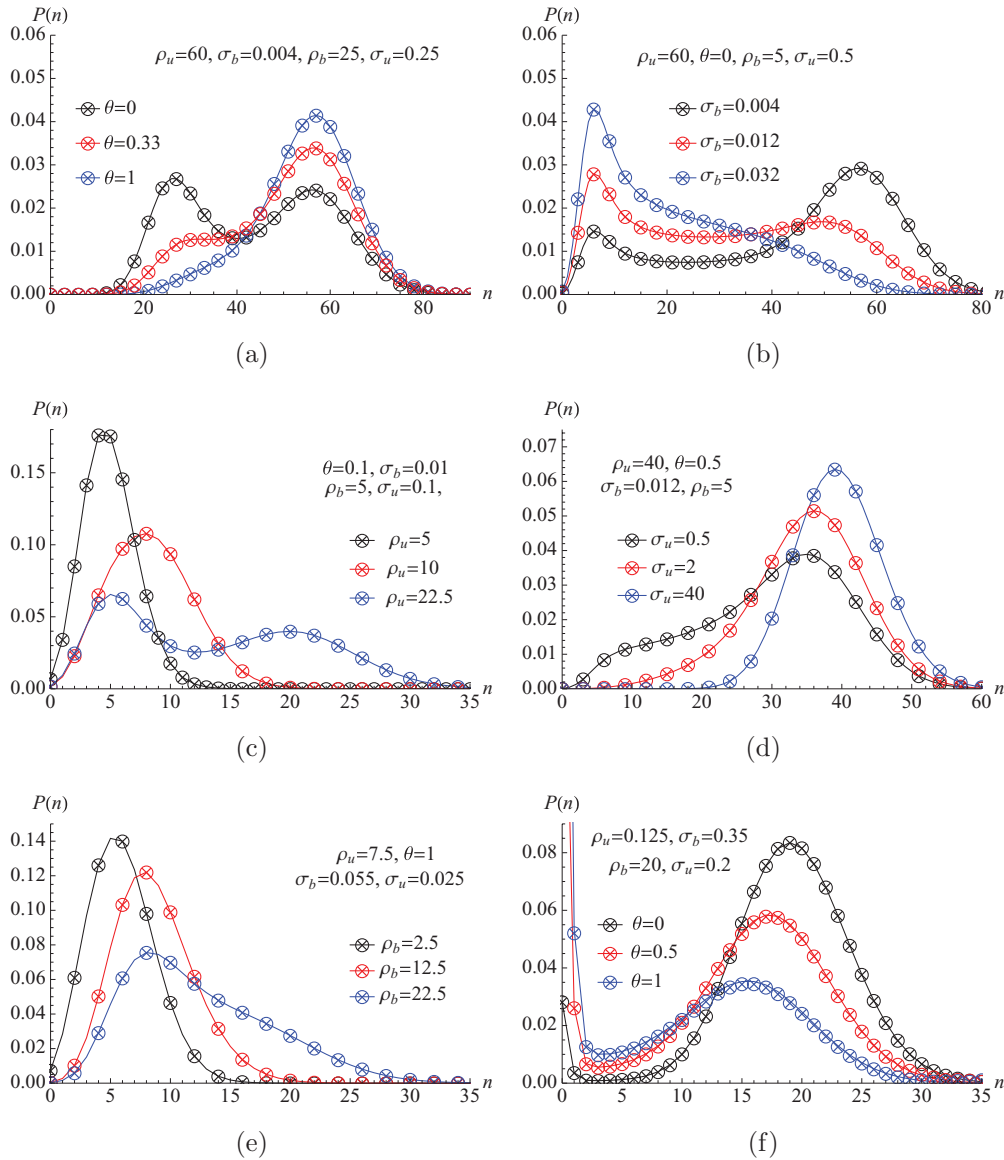 P(n)
0.06
ρu=60, σb=0.004, ρb=25, σu=0.25
0.05
0.04
θ=0
θ=0.33
0.03
θ=1
0.02
0.01
0.00
0 20 40 60 80 n
(a)
P(n)
0.06
ρu=60, θ=0, ρb=5, σu=0.5
0.05
0.04
σb=0.004
σb=0.012
0.03
σb=0.032
0.02
0.01
0.00
0 20 40 60 80 n
(b)
P(n)
0.15
θ=0.1, σb=0.01
ρb=5, σu=0.1,
0.10
ρu=5
ρu=10
0.05
ρu=22.5
0.00
0 5 10 15 20 25 30 35 n
(c)
P(n)
0.07
ρu=40, θ=0.5
0.06
σb=0.012, ρb=5
0.05
0.04
σu=0.5
0.03
σu=2
σu=40
0.02
0.01
0.00
0 10 20 30 40 50 60 n
(d)
P(n)
0.14
ρu=7.5, θ=1
0.12
σb=0.055, σu=0.025
0.10
0.08
ρb=2.5
0.06
ρb=12.5
0.04
ρb=22.5
0.02
0.00
0 5 10 15 20 25 30 35 n
(e)
P(n)
ρu=0.125, σb=0.35
0.08
ρb=20, σu=0.2
0.06
θ=0
0.04
θ=0.5
θ=1
0.02
0.00
0 5 10 15 20 25 30 35 n
(f)